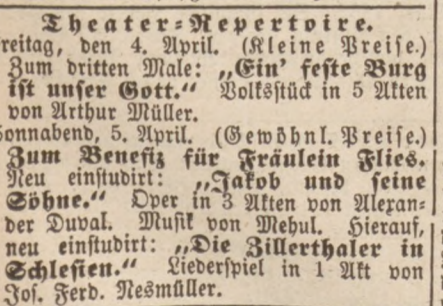 Theater-Repertoire.
reitag, den 4. April. (Kleine Preise.)
Zum dritten Male: „Ein' feste Burg
ist unser Gott.“ Volksstück in 5 Akten
von Arthur Müller.
onnabend, 5. April. (Gewöhnl. Preise.)
Zum Benefiz für Fräulein Flies.
Neu einstudirt: „Jakob und seine
Söhne.“ Oper in 3 Akten von Alexan-
der Duval. Musik von Mehul. Hierauf,
neu einstudirt: „Die Zillerthaler in
Schlesien.“ Liederspiel in 1 Akt von
Jos. Ferd. Nesmüller.